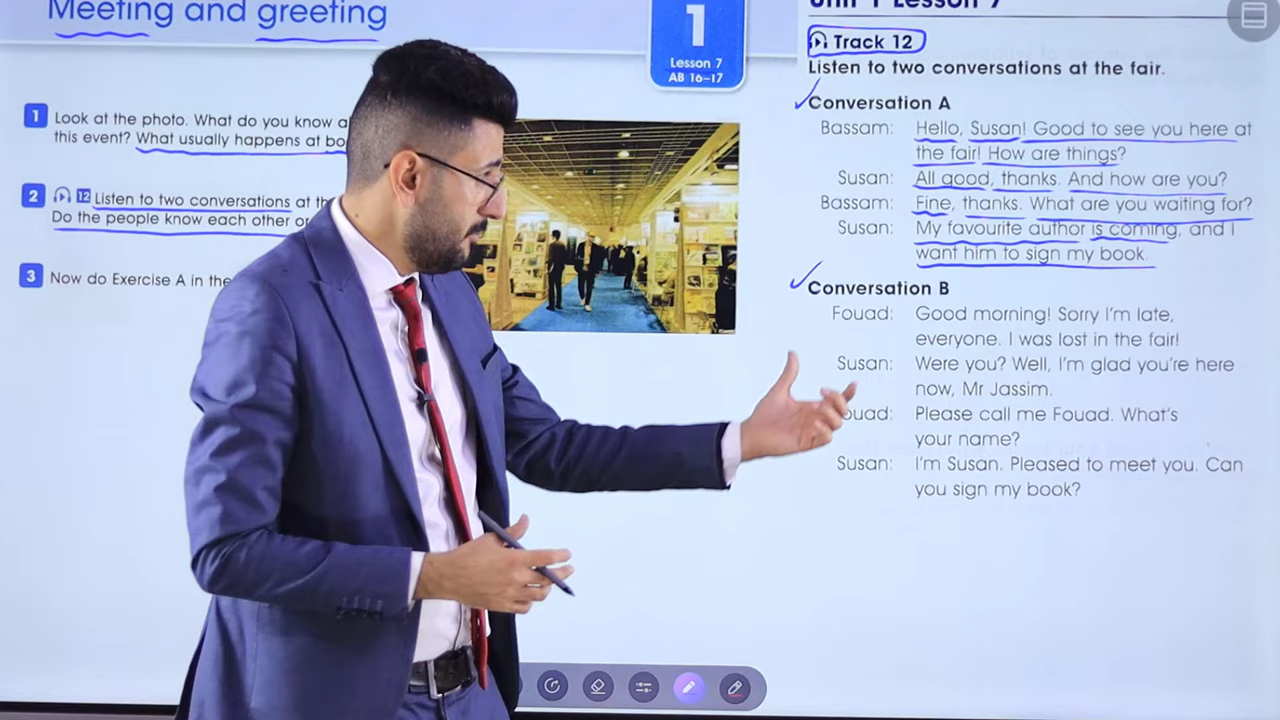 Meeting and greeting
1
Lesson 7
AB 16–17
Unit 1 Lesson 7
1 Look at the photo. What do you know a
this event? What usually happens at
2 12 Listen to two conversations at
Do the people know each other
3 Now do Exercise A in the
Track 12
Listen to two conversations at the fair.
Conversation A
Bassam: Hello, Susan! Good to see you here at
the fair! How are things?
Susan: All good, thanks. And how are you?
Bassam: Fine, thanks. What are you waiting for?
Susan: My favourite author is coming, and I
want him to sign my book.
Conversation B
Fouad: Good morning! Sorry I'm late,
everyone. I was lost in the fair!
Susan: Were you? Well, I'm glad you're here
now, Mr Jassim.
ouad: Please call me Fouad. What's
your name?
Susan: I'm Susan. Pleased to meet you. Can
you sign my book?